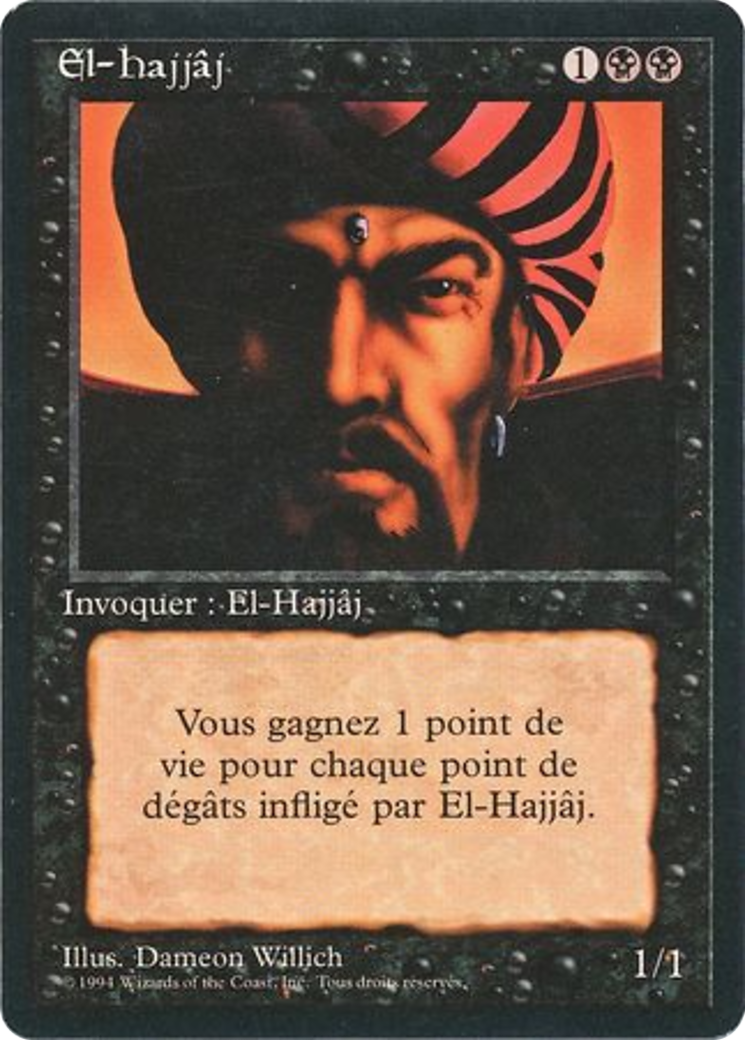 El-hajjâj 1
Invoquer : El-Hajjâj
Vous gagnez 1 point de
vie pour chaque point de
dégâts infligé par El-Hajjâj.
Illus. Dameon Willich
1/1
© 1994 Wizards of the Coast, Inc. Tous droits réservés.